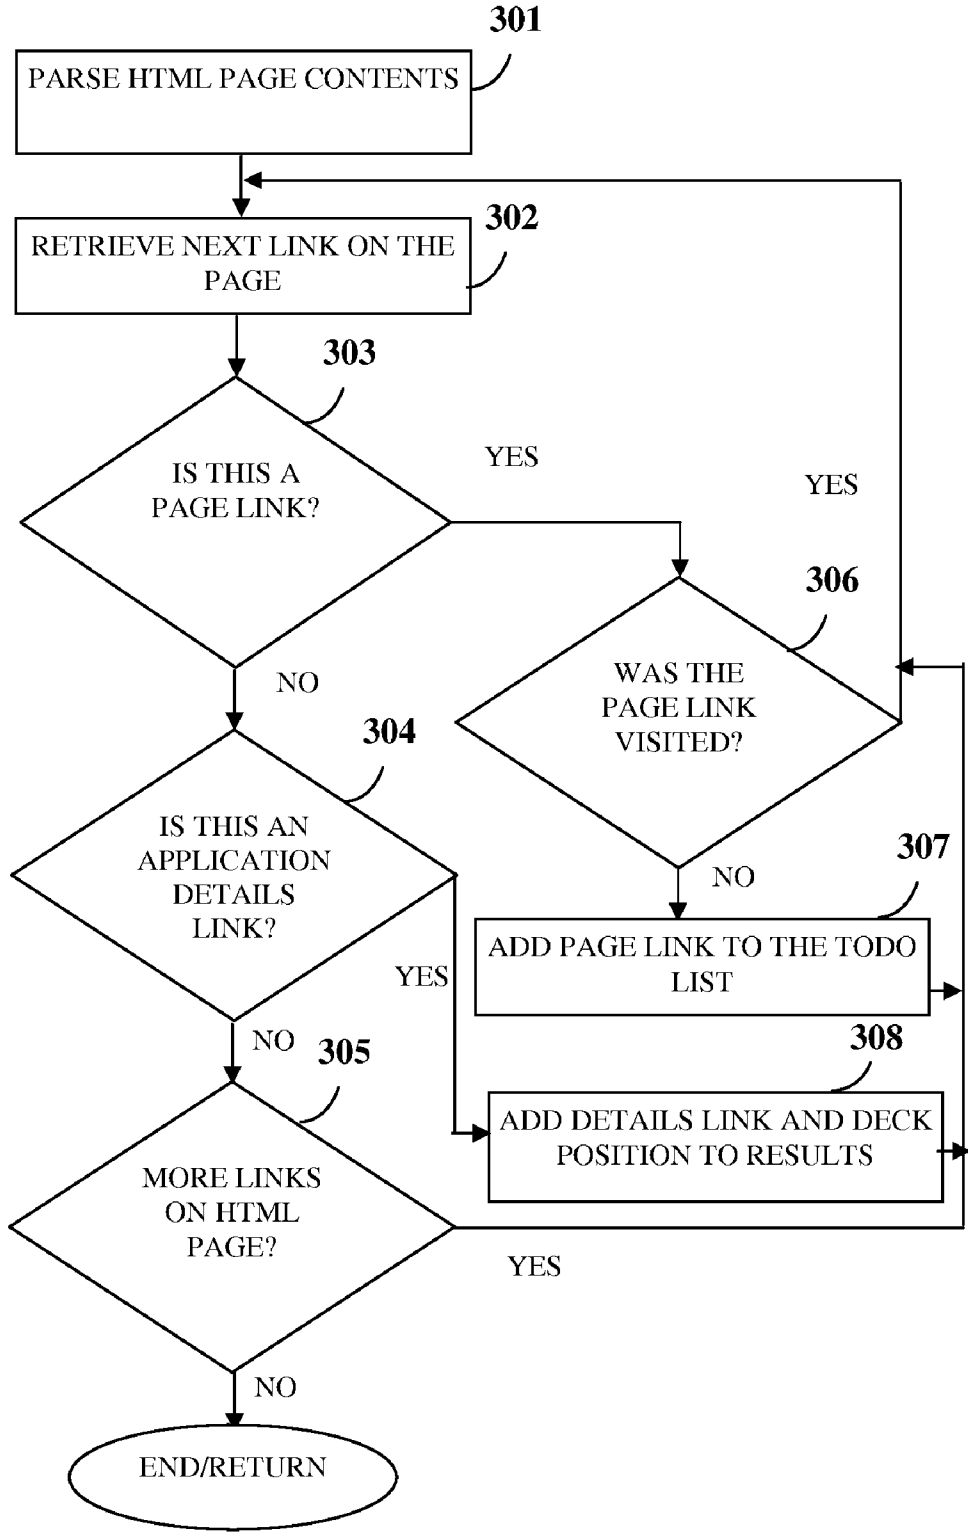 301
PARSE HTML PAGE CONTENTS
302
RETRIEVE NEXT LINK ON THE
PAGE
303
IS THIS A
PAGE LINK?
YES
YES
306
WAS THE
PAGE LINK
VISITED?
NO
304
IS THIS AN
APPLICATION
DETAILS
LINK?
307
NO
ADD PAGE LINK TO THE TODO
LIST
YES
NO
305
308
ADD DETAILS LINK AND DECK
POSITION TO RESULTS
MORE LINKS
ON HTML
PAGE?
YES
NO
END/RETURN